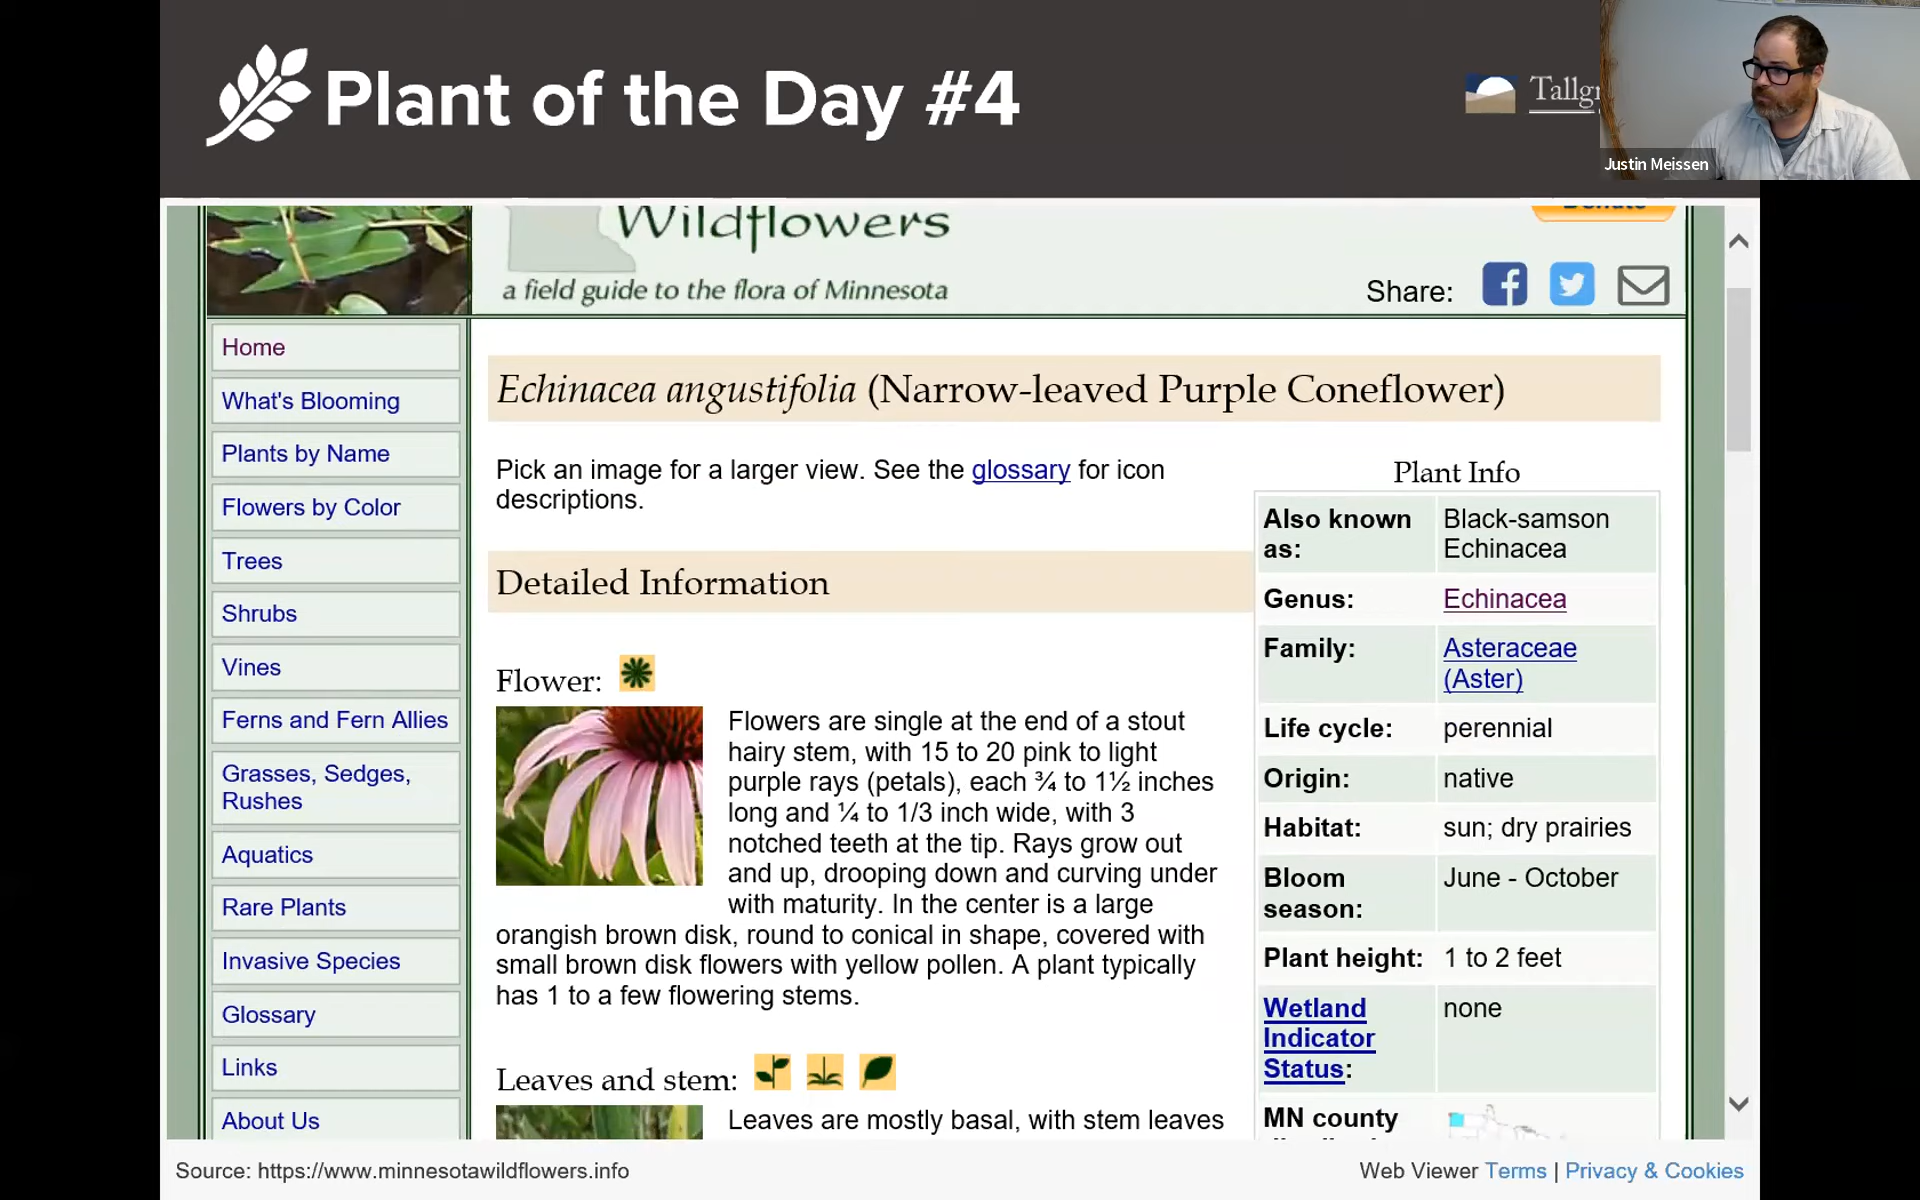 Plant of the Day #4
Justin Meissen
Wildflowers
a field guide to the flora of Minnesota
Share:
Home
What's Blooming
Plants by Name
Flowers by Color
Trees
Shrubs
Vines
Ferns and Fern Allies
Grasses, Sedges,
Rushes
Aquatics
Rare Plants
Invasive Species
Glossary
Links
About Us
Echinacea angustifolia (Narrow-leaved Purple Coneflower)
Pick an image for a larger view. See the glossary for icon
descriptions.
Detailed Information
Flower:
Flowers are single at the end of a stout
hairy stem, with 15 to 20 pink to light
purple rays (petals), each ¾ to 1½ inches
long and ¼ to 1/3 inch wide, with 3
notched teeth at the tip. Rays grow out
and up, drooping down and curving under
with maturity. In the center is a large
orangish brown disk, round to conical in shape, covered with
small brown disk flowers with yellow pollen. A plant typically
has 1 to a few flowering stems.
Leaves and stem:
Leaves are mostly basal, with stem leaves
Plant Info
Also known as: Black-samson Echinacea
Genus: Echinacea
Family: Asteraceae (Aster)
Life cycle: perennial
Origin: native
Habitat: sun; dry prairies
Bloom season: June - October
Plant height: 1 to 2 feet
Wetland Indicator Status: none
MN county
Source: https://www.minnesotawildflowers.info
Web Viewer Terms | Privacy & Cookies